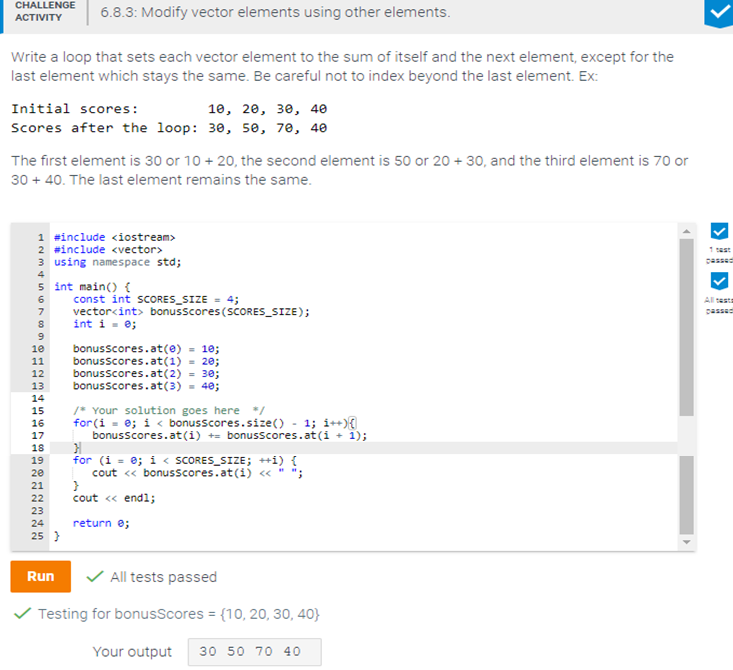 CHALLENGE
ACTIVITY
6.8.3: Modify vector elements using other elements.
Write a loop that sets each vector element to the sum of itself and the next element, except for the
last element which stays the same. Be careful not to index beyond the last element. Ex:
Initial scores: 10, 20, 30, 40
Scores after the loop: 30, 50, 70, 40
The first element is 30 or 10 + 20, the second element is 50 or 20 + 30, and the third element is 70 or
30 + 40. The last element remains the same.
1 #include <iostream>
2 #include <vector>
3 using namespace std;
4
5 int main() {
6 const int SCORES_SIZE = 4;
7 vector<int> bonusScores(SCORES_SIZE);
8 int i = 0;
9
10 bonusScores.at(0) = 10;
11 bonusScores.at(1) = 20;
12 bonusScores.at(2) = 30;
13 bonusScores.at(3) = 40;
14
15 /* Your solution goes here */
16 for(i = 0; i < bonusScores.size() - 1; i++){
17 bonusScores.at(i) += bonusScores.at(i + 1);
18 }
19 for (i = 0; i < SCORES_SIZE; ++i) {
20 cout << bonusScores.at(i) << " ";
21 }
22 cout << endl;
23
24 return 0;
25 }
1 test
passed
All tests
passed
Run
All tests passed
Testing for bonusScores = {10, 20, 30, 40}
Your output
30 50 70 40